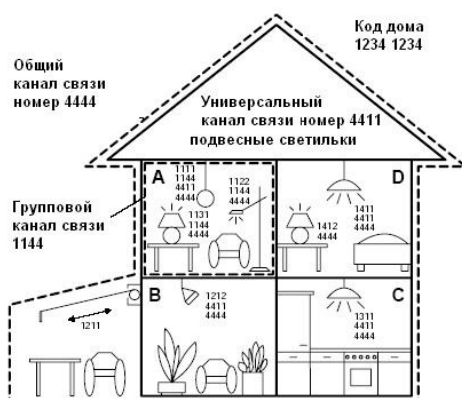 Код дома
1234 1234
Общий
канал связи
номер 4444
Универсальный
канал связи номер 4411
подвесные светильки
A
1111
1144
4411
4444
1122
1144
4444
1131
1144
4444
D
1412
4444
1411
4411
4444
Групповой
канал связи
1144
1211
B
1212
4411
4444
C
1311
4411
4444